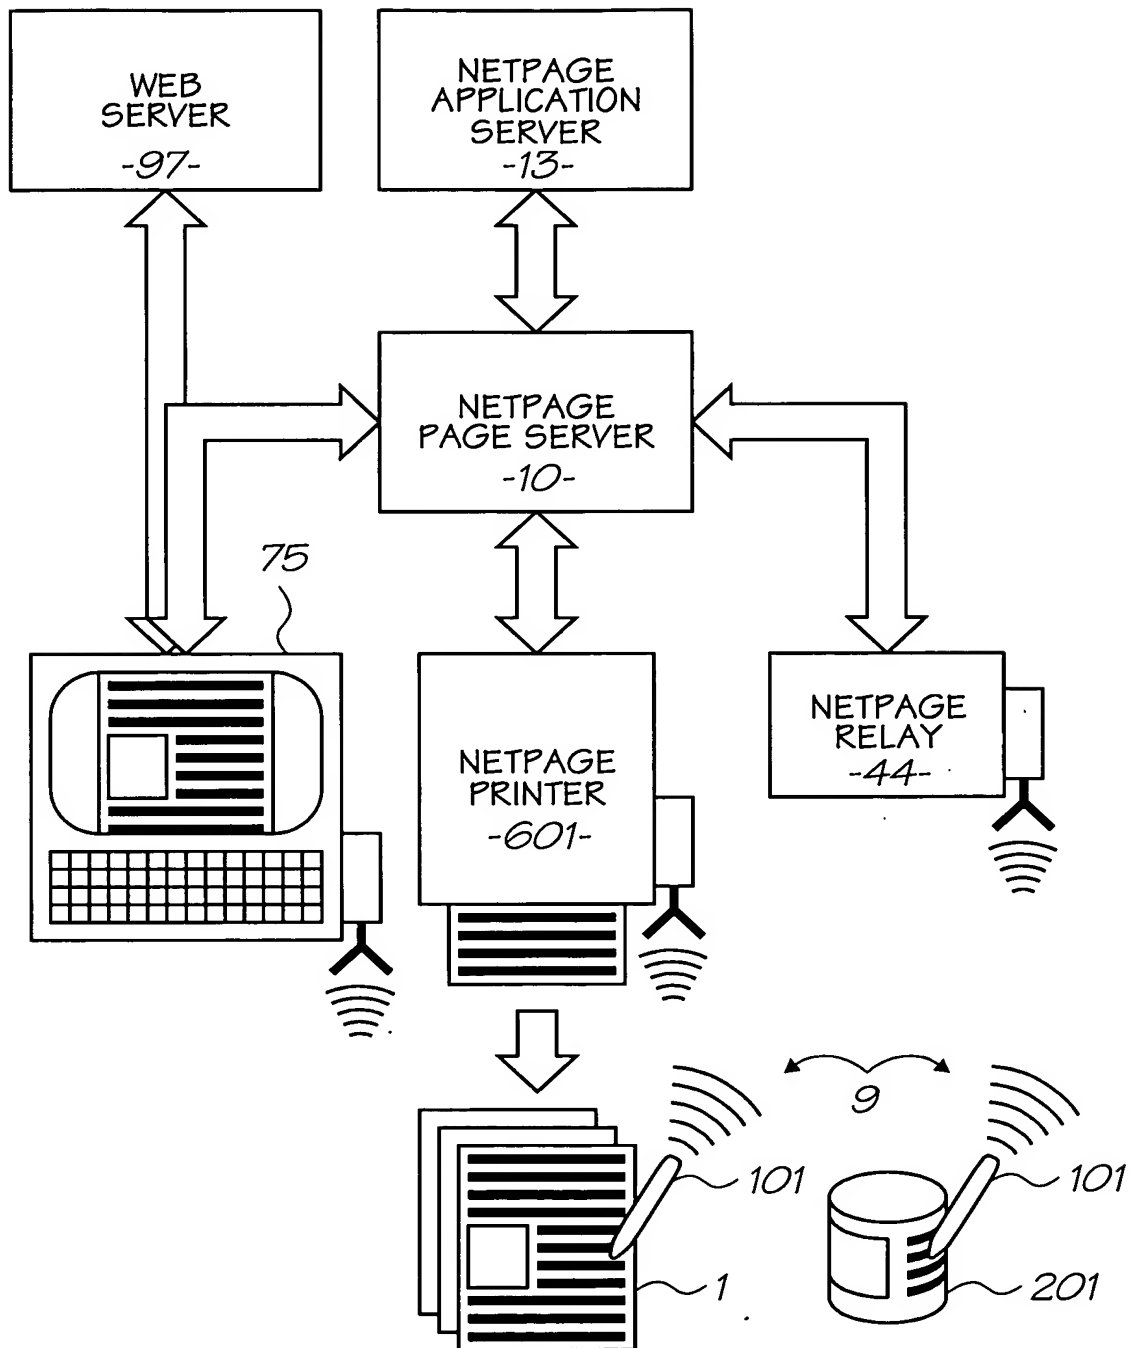 WEB
SERVER
-97-
NETPAGE
APPLICATION
SERVER
-13-
NETPAGE
PAGE SERVER
-10-
75
NETPAGE
PRINTER
-601-
NETPAGE
RELAY
-44-
9
101
101
1
201